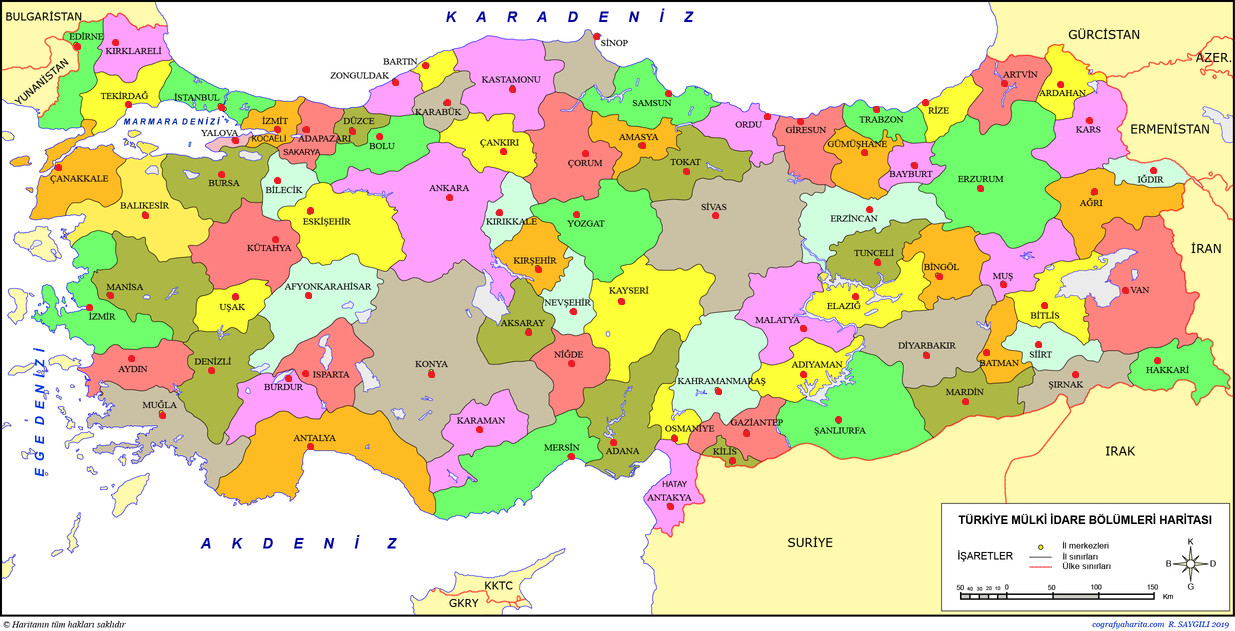 BULGARİSTAN
K A R A D E N İ Z
GÜRCİSTAN
AZER.
YUNANİSTAN
ERMENİSTAN
İRAN
IRAK
SURİYE
MARMARA DENİZİ
EGE DENİZİ
A K D E N İ Z
KKTC
GKRY
EDİRNE
KIRKLARELİ
TEKİRDAĞ
İSTANBUL
YALOVA
İZMİT
KOCAELİ
ADAPAZARI
SAKARYA
DÜZCE
BOLU
ZONGULDAK
BARTIN
KARABÜK
KASTAMONU
SİNOP
SAMSUN
ORDU
GİRESUN
TRABZON
RİZE
ARTVİN
ARDAHAN
KARS
IĞDIR
AĞRI
ERZURUM
BAYBURT
GÜMÜŞHANE
ERZİNCAN
TUNCELİ
BİNGÖL
MUŞ
VAN
BİTLİS
SİİRT
BATMAN
ŞIRNAK
HAKKARİ
MARDİN
DİYARBAKIR
ELAZIĞ
MALATYA
ADIYAMAN
ŞANLIURFA
GAZİANTEP
KİLİS
KAHRAMANMARAŞ
OSMANİYE
HATAY
ANTAKYA
ADANA
MERSİN
KARAMAN
KONYA
NİĞDE
AKSARAY
NEVŞEHİR
KAYSERİ
KIRŞEHİR
KIRIKKALE
YOZGAT
SİVAS
TOKAT
AMASYA
ÇORUM
ÇANKIRI
ANKARA
ESKİŞEHİR
BİLECİK
BURSA
BALIKESİR
ÇANAKKALE
KÜTAHYA
AFYONKARAHİSAR
UŞAK
MANİSA
İZMİR
AYDIN
DENİZLİ
MUĞLA
BURDUR
ISPARTA
ANTALYA
TÜRKİYE MÜLKİ İDARE BÖLÜMLERİ HARİTASI
İŞARETLER
İl merkezleri
İl sınırları
Ülke sınırları
K
B
D
G
50 40 30 20 10 0 50 100 150
Km
© Haritanın tüm hakları saklıdır
cografyaharita.com R. SAYGILI 2019